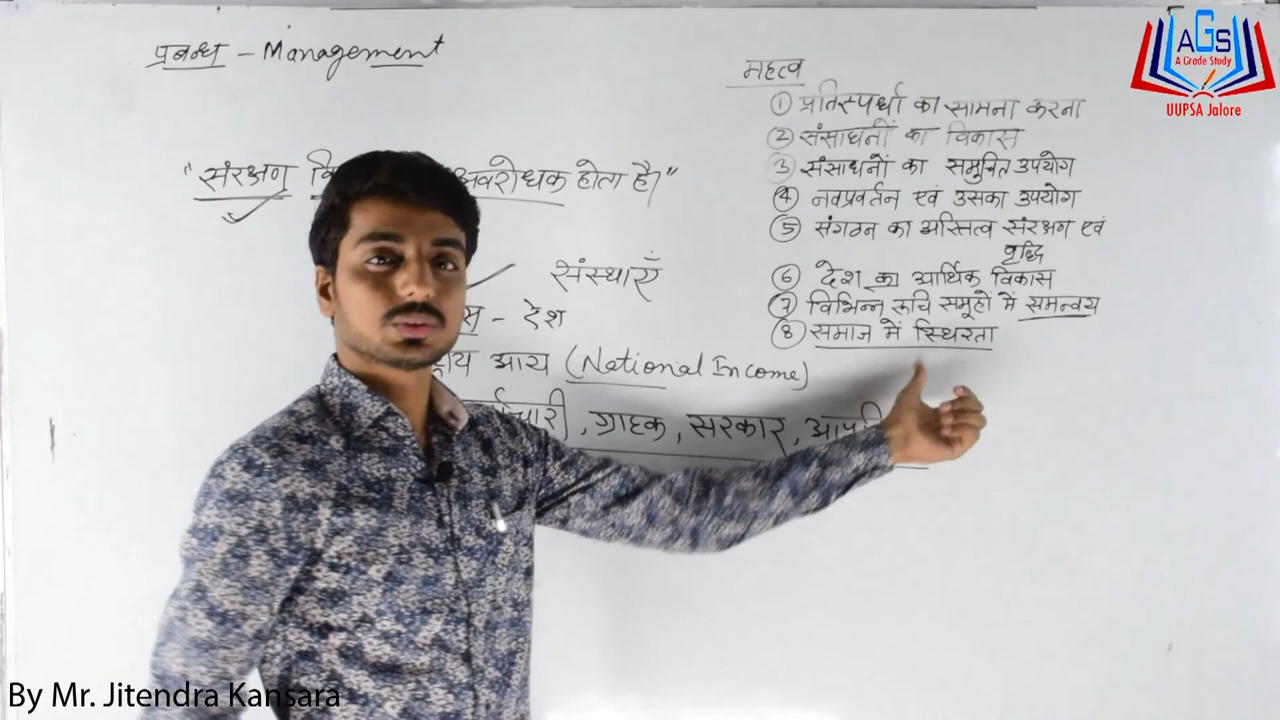 प्रबन्ध - Management
"संरक्षण अवरोधक होता है।"
संस्थाएँ
- देश
आय (National Income)
, ग्राहक, सरकार,
महत्व
① प्रतिस्पर्धा का सामना करना
② संसाधनों का विकास
③ संसाधनों का समुचित उपयोग
④ नवप्रवर्तन एवं उसका उपयोग
⑤ संगठन का अस्तित्व संरक्षण एवं
वृद्धि
⑥ देश का आर्थिक विकास
⑦ विभिन्न रूचि समूहों में समन्वय
⑧ समाज में स्थिरता
AGS
A Grade Study
UUPSA Jalore
By Mr. Jitendra Kansara